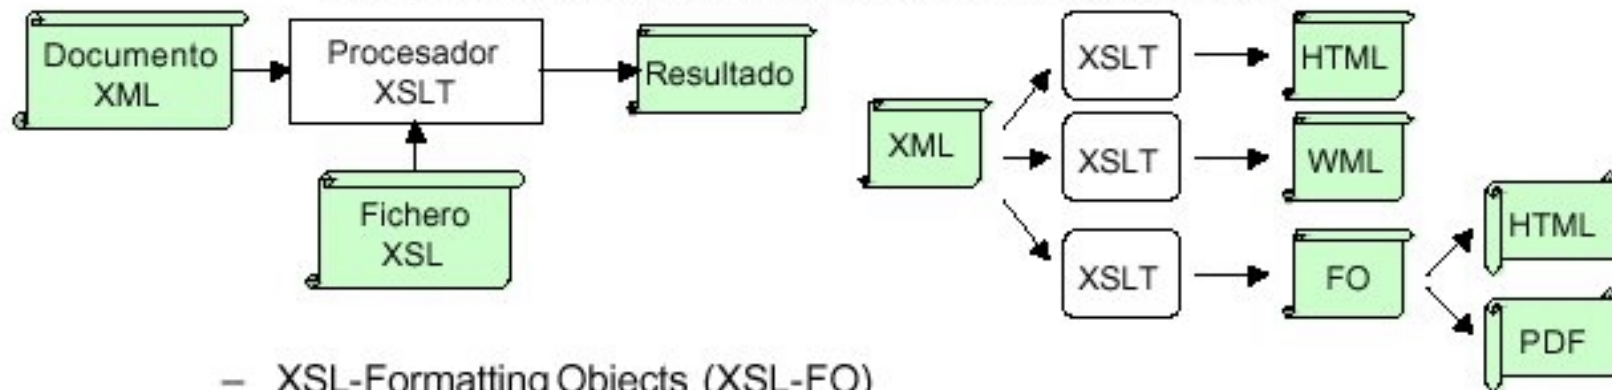 Documento
XML
Procesador
XSLT
Resultado
Fichero
XSL
XML
XSLT
HTML
XSLT
WML
XSLT
FO
HTML
PDF
– XSL-Formatting Objects (XSL-FO)